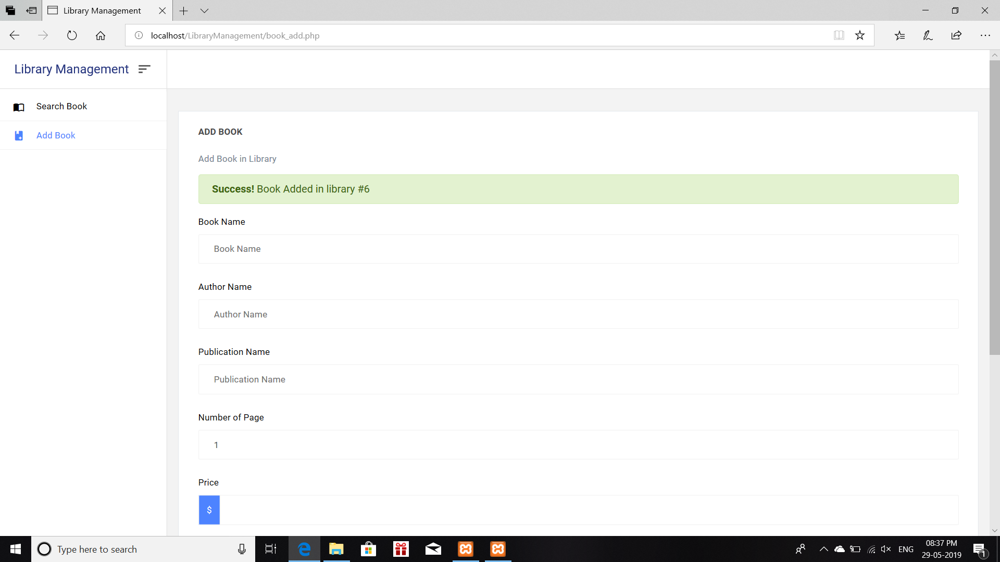 Library Management
localhost/LibraryManagement/book_add.php
Library Management
Search Book
Add Book
ADD BOOK
Add Book in Library
Success! Book Added in library #6
Book Name
Book Name
Author Name
Author Name
Publication Name
Publication Name
Number of Page
1
Price
$
Type here to search
ENG
08:37 PM
29-05-2019
1